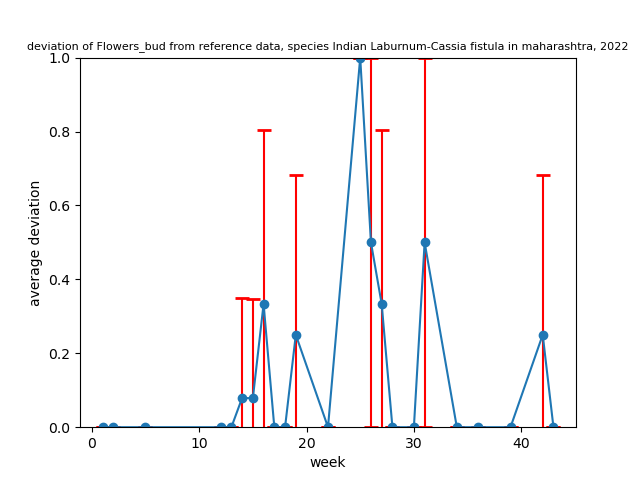 deviation of Flowers_bud from reference data, species Indian Laburnum-Cassia fistula in maharashtra, 2022
1.0
0.8
0.6
0.4
0.2
0.0
average deviation
0 10 20 30 40
week